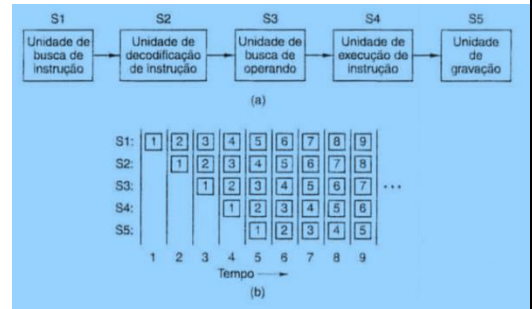 S1 S2 S3 S4 S5
Unidade de busca de instrução
Unidade de decodificação de instrução
Unidade de busca de operando
Unidade de execução de instrução
Unidade de gravação
(a)
S1: 1 2 3 4 5 6 7 8 9
S2: 1 2 3 4 5 6 7 8
S3: 1 2 3 4 5 6 7 ...
S4: 1 2 3 4 5 6
S5: 1 2 3 4 5
1 2 3 4 5 6 7 8 9
Tempo
(b)